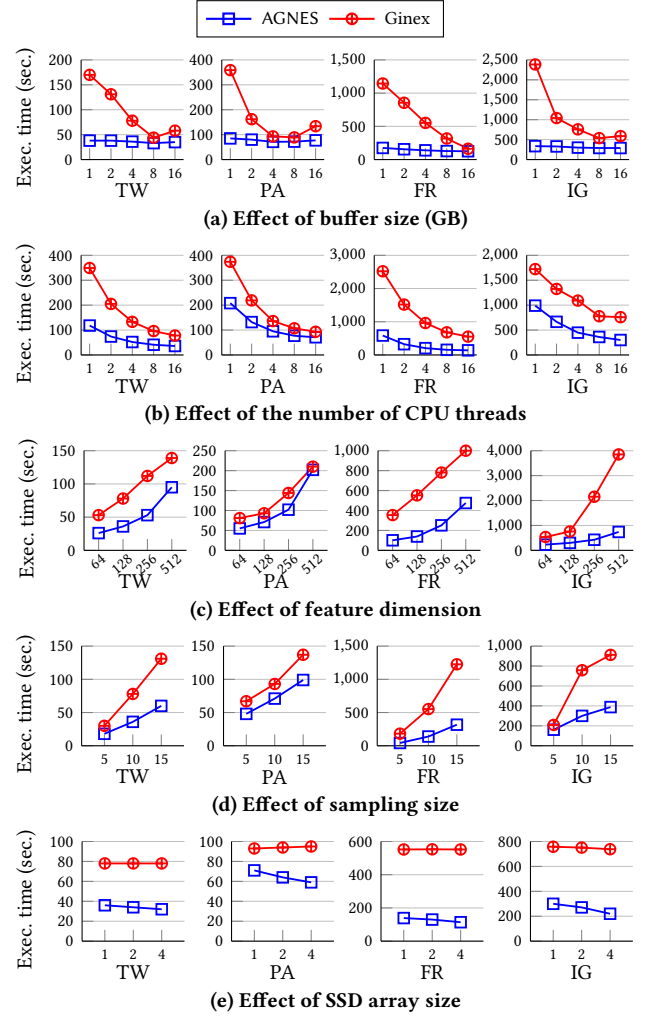 AGNES Ginex
Exec. time (sec.)
200 150 100 50 0
1 2 4 8 16
TW
400 300 200 100 0
1 2 4 8 16
PA
1,500 1,000 500 0
1 2 4 8 16
FR
2,500 2,000 1,500 1,000 500 0
1 2 4 8 16
IG
(a) Effect of buffer size (GB)
Exec. time (sec.)
400 300 200 100 0
1 2 4 8 16
TW
400 300 200 100 0
1 2 4 8 16
PA
3,000 2,000 1,000 0
1 2 4 8 16
FR
2,000 1,500 1,000 500 0
1 2 4 8 16
IG
(b) Effect of the number of CPU threads
Exec. time (sec.)
150 100 50 0
64 128 256 512
TW
250 200 150 100 50 0
64 128 256 512
PA
1,000 800 600 400 200 0
64 128 256 512
FR
4,000 3,000 2,000 1,000 0
64 128 256 512
IG
(c) Effect of feature dimension
Exec. time (sec.)
150 100 50 0
5 10 15
TW
150 100 50 0
5 10 15
PA
1,500 1,000 500 0
5 10 15
FR
1,000 800 600 400 200 0
5 10 15
IG
(d) Effect of sampling size
Exec. time (sec.)
100 80 60 40 20 0
1 2 4
TW
100 80 60 40 20 0
1 2 4
PA
600 400 200 0
1 2 4
FR
800 600 400 200 0
1 2 4
IG
(e) Effect of SSD array size